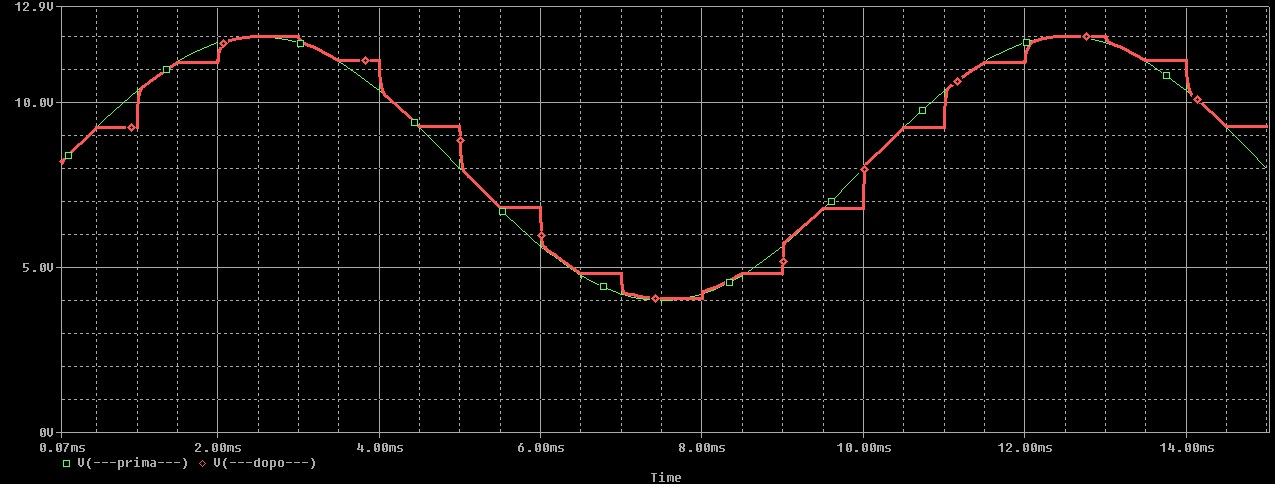 12.9V
10.0V
5.0V
0V
0.07ms 2.00ms 4.00ms 6.00ms 8.00ms 10.00ms 12.00ms 14.00ms
V(---prima---) V(---dopo---)
Time